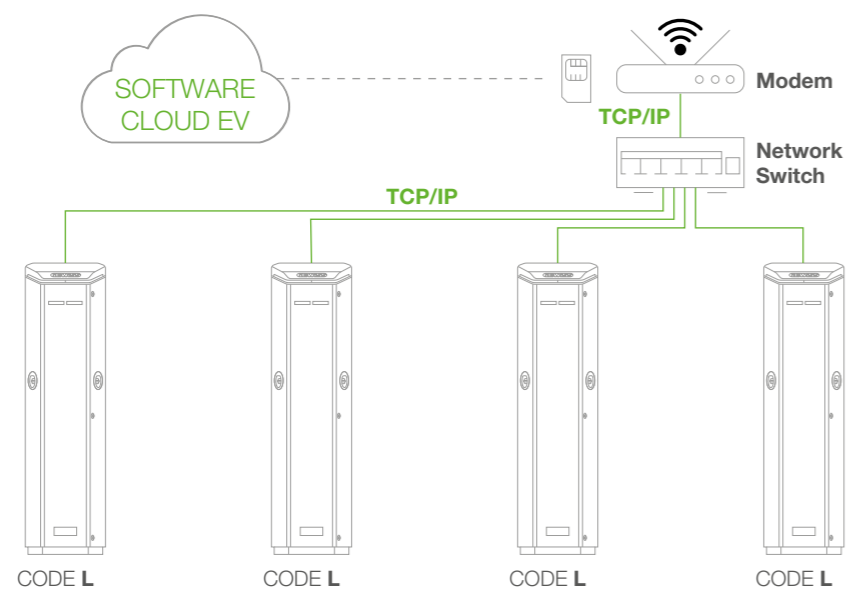 SOFTWARE
CLOUD EV
Modem
TCP/IP
Network
Switch
TCP/IP
CODE L
CODE L
CODE L
CODE L